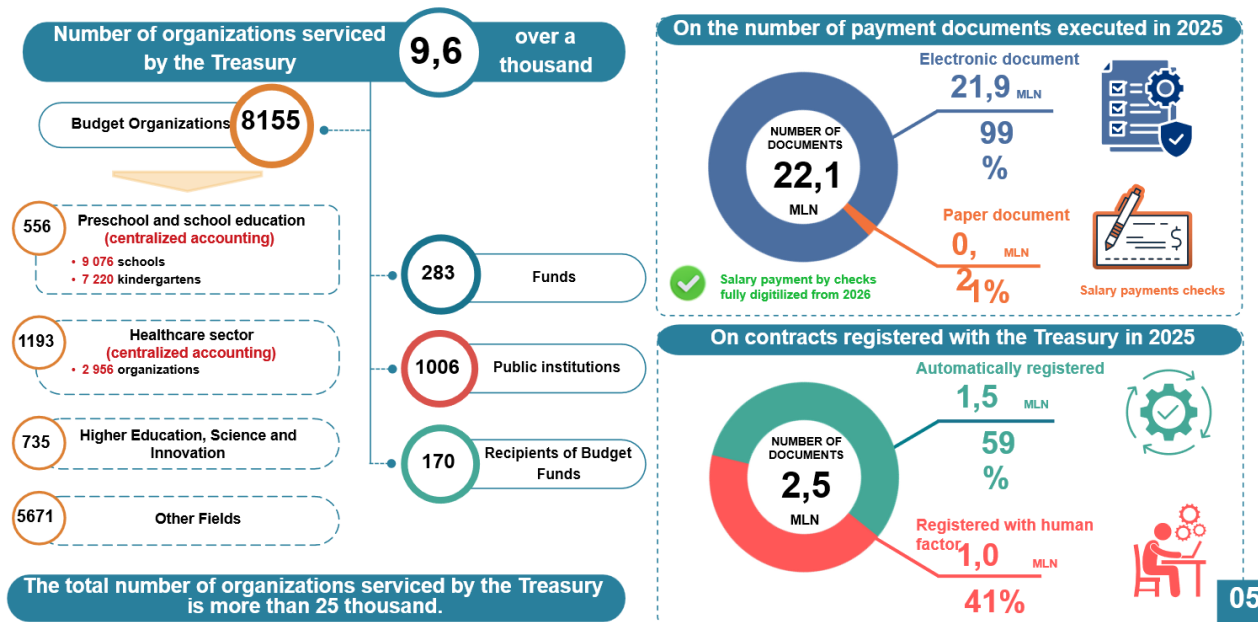 Number of organizations serviced
by the Treasury
9,6
over a
thousand
Budget Organizations
8155
556
Preschool and school education
(centralized accounting)
• 9 076 schools
• 7 220 kindergartens
1193
Healthcare sector
(centralized accounting)
• 2 956 organizations
735
Higher Education, Science and
Innovation
5671
Other Fields
283
Funds
1006
Public institutions
170
Recipients of Budget
Funds
The total number of organizations serviced by the Treasury
is more than 25 thousand.
On the number of payment documents executed in 2025
NUMBER OF
DOCUMENTS
22,1
MLN
Electronic document
21,9 MLN
99
%
Paper document
0, MLN
2
1%
Salary payment by checks
fully digitilized from 2026
$
Salary payments checks
On contracts registered with the Treasury in 2025
NUMBER OF
DOCUMENTS
2,5
MLN
Automatically registered
1,5 MLN
59
%
Registered with human
factor
1,0 MLN
41%
05